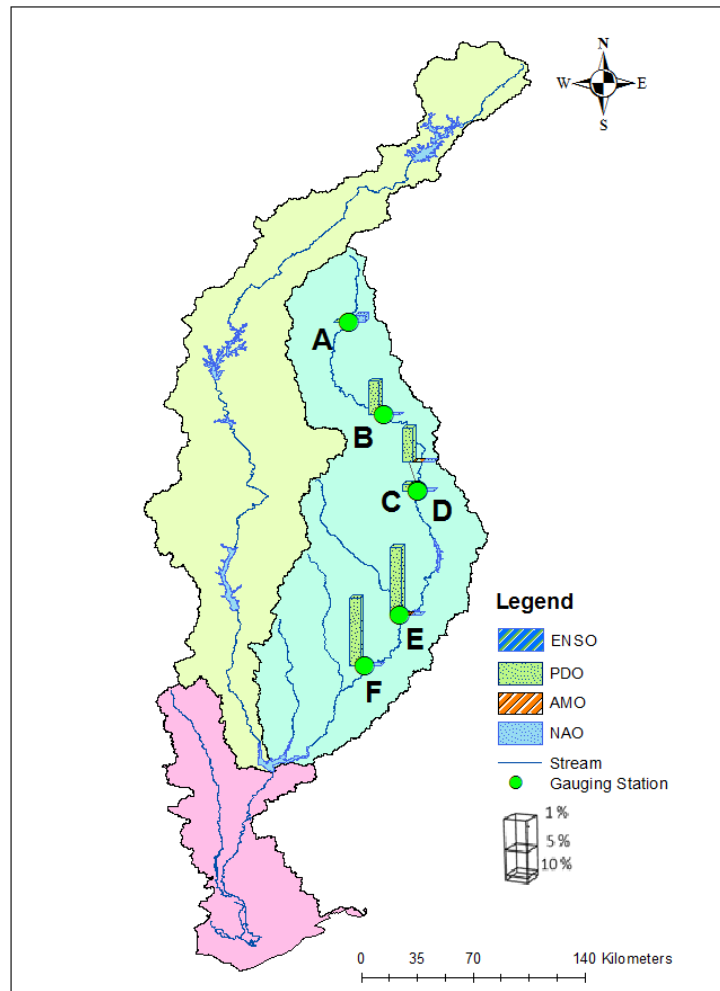 N
W E
S
A
B
C D
E
F
Legend
ENSO
PDO
AMO
NAO
Stream
Gauging Station
1 %
5 %
10 %
0 35 70 140 Kilometers